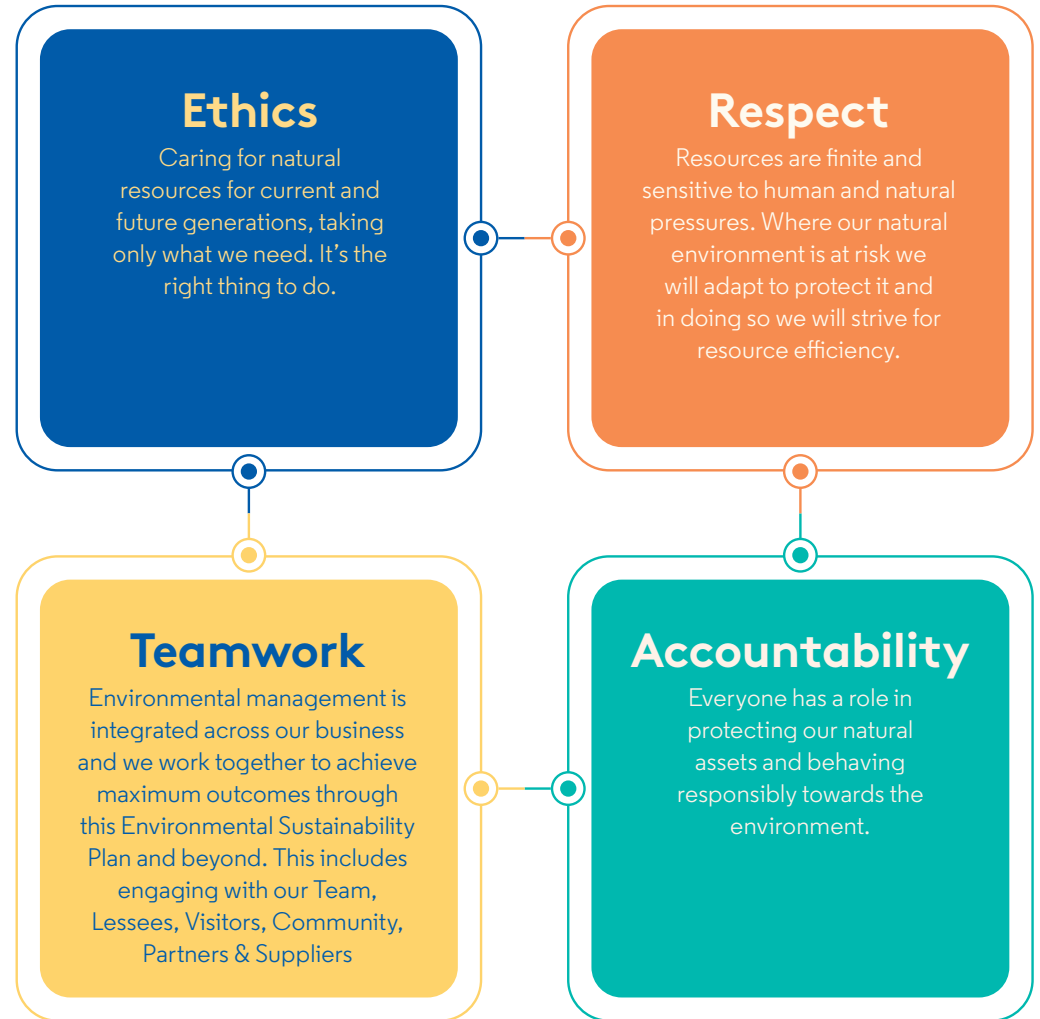 Ethics
Caring for natural
resources for current and
future generations, taking
only what we need. It's the
right thing to do.
Respect
Resources are finite and
sensitive to human and natural
pressures. Where our natural
environment is at risk we
will adapt to protect it and
in doing so we will strive for
resource efficiency.
Teamwork
Environmental management is
integrated across our business
and we work together to achieve
maximum outcomes through
this Environmental Sustainability
Plan and beyond. This includes
engaging with our Team,
Lessees, Visitors, Community,
Partners & Suppliers
Accountability
Everyone has a role in
protecting our natural
assets and behaving
responsibly towards the
environment.